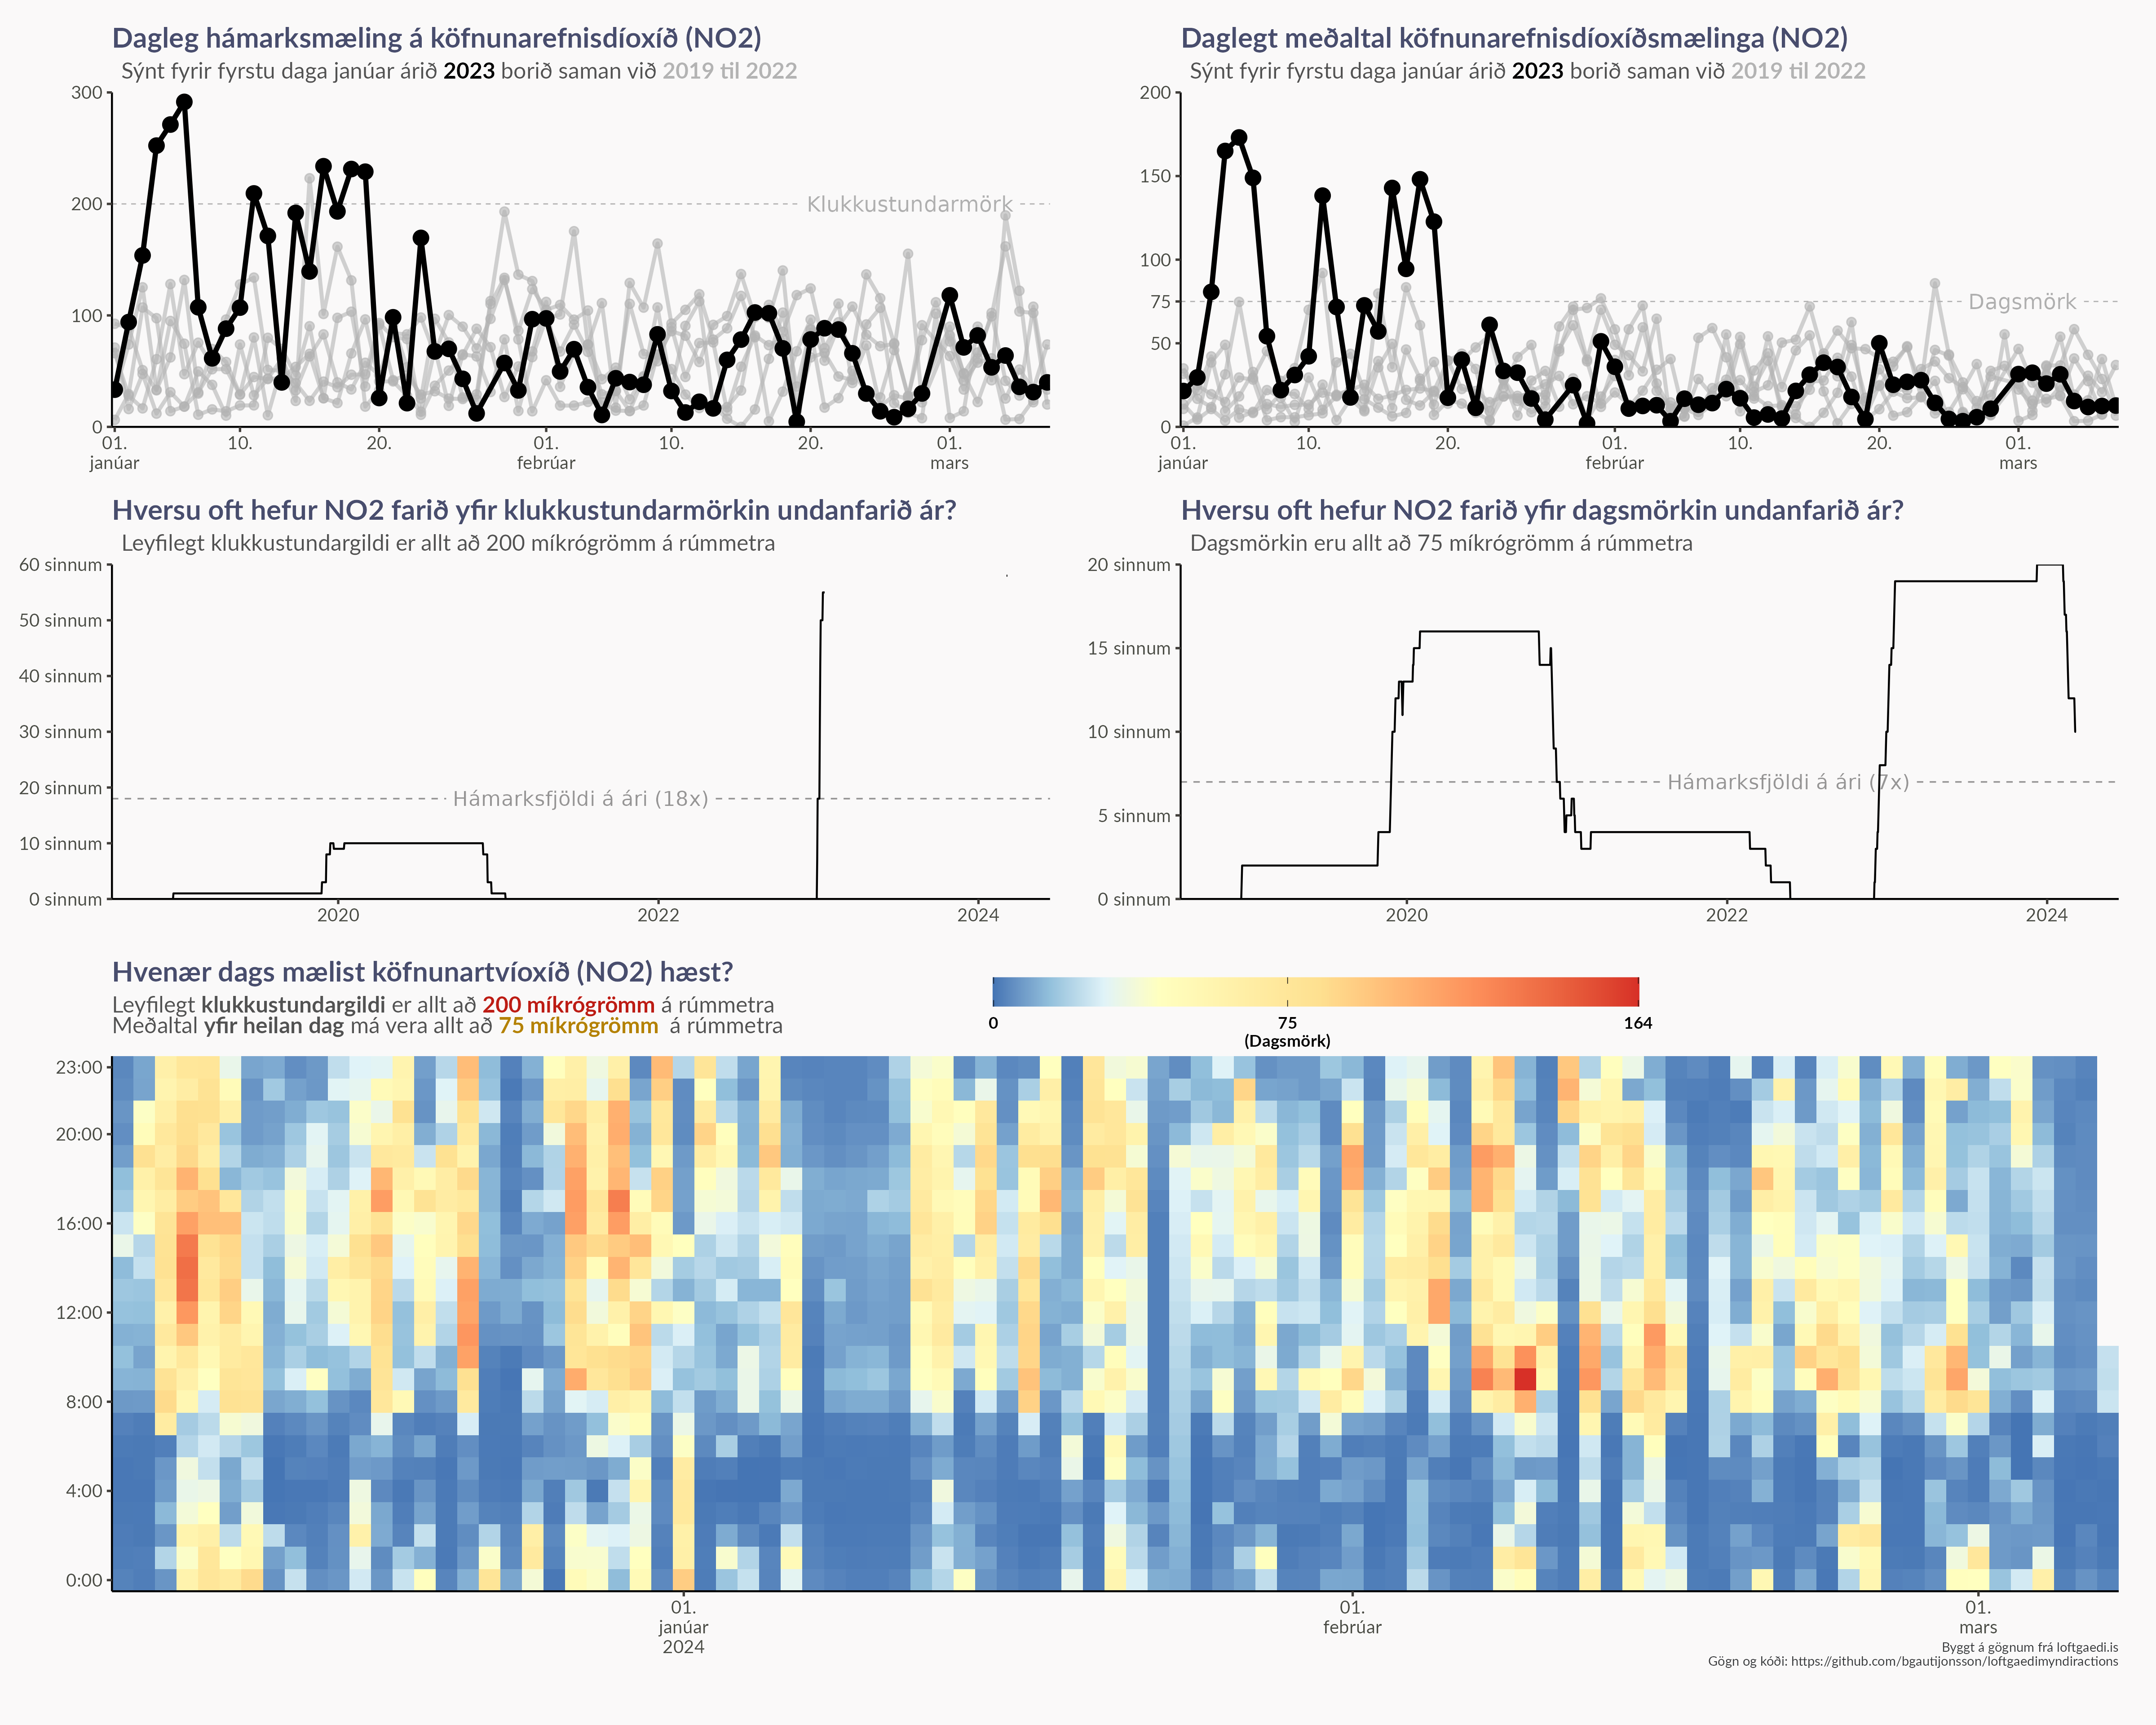 Dagleg hámarksmæling á köfnunarefnisdíoxíð (NO2)
Sýnt fyrir fyrstu daga janúar árið 2023 borið saman við 2019 til 2022
300
200
100
0
Klukkustundarmörk
01. 10. 20. 01. 10. 20. 01.
janúar febrúar mars
Daglegt meðaltal köfnunarefnisdíoxíðsmælinga (NO2)
Sýnt fyrir fyrstu daga janúar árið 2023 borið saman við 2019 til 2022
200
150
100
75
50
0
Dagsmörk
01. 10. 20. 01. 10. 20. 01.
janúar febrúar mars
Hversu oft hefur NO2 farið yfir klukkustundarmörkin undanfarið ár?
Leyfilegt klukkustundargildi er allt að 200 míkrógrömm á rúmmetra
60 sinnum
50 sinnum
40 sinnum
30 sinnum
20 sinnum
10 sinnum
0 sinnum
Hámarksfjöldi á ári (18x)
2020 2022 2024
Hversu oft hefur NO2 farið yfir dagsmörkin undanfarið ár?
Dagsmörkin eru allt að 75 míkrógrömm á rúmmetra
20 sinnum
15 sinnum
10 sinnum
5 sinnum
0 sinnum
Hámarksfjöldi á ári (7x)
2020 2022 2024
Hvenær dags mælist köfnunartvíoxíð (NO2) hæst?
Leyfilegt klukkustundargildi er allt að 200 míkrógrömm á rúmmetra
Meðaltal yfir heilan dag má vera allt að 75 míkrógrömm á rúmmetra
0 75 164
(Dagsmörk)
23:00
20:00
16:00
12:00
8:00
4:00
0:00
01. 01. 01.
janúar febrúar mars
2024
Byggt á gögnum frá loftgaedi.is
Gögn og kóði: https://github.com/bgautijonsson/loftgaedimyndiractions